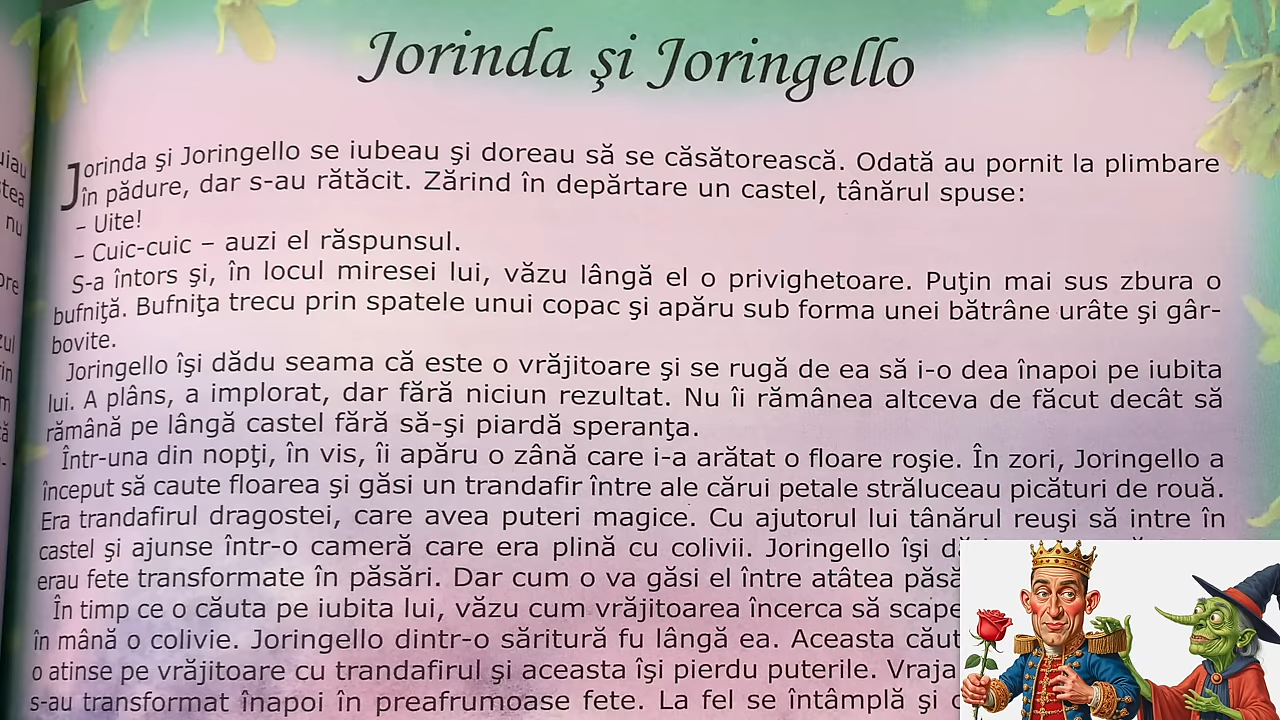 Jorinda şi Joringello
Jorinda şi Joringello se iubeau şi doreau să se căsătorească. Odată au pornit la plimbare
în pădure, dar s-au rătăcit. Zărind în depărtare un castel, tânărul spuse:
– Uite!
– Cuic-cuic – auzi el răspunsul.
S-a întors şi, în locul miresei lui, văzu lângă el o privighetoare. Puţin mai sus zbura o
bufniţă. Bufniţa trecu prin spatele unui copac şi apăru sub forma unei bătrâne urâte şi gâr-
bovite.
Joringello îşi dădu seama că este o vrăjitoare şi se rugă de ea să i-o dea înapoi pe iubita
lui. A plâns, a implorat, dar fără niciun rezultat. Nu îi rămânea altceva de făcut decât să
rămână pe lângă castel fără să-şi piardă speranţa.
Într-una din nopţi, în vis, îi apăru o zână care i-a arătat o floare roşie. În zori, Joringello a
început să caute floarea şi găsi un trandafir între ale cărui petale străluceau picături de rouă.
Era trandafirul dragostei, care avea puteri magice. Cu ajutorul lui tânărul reuşi să intre în
castel şi ajunse într-o cameră care era plină cu colivii. Joringello îşi
erau fete transformate în păsări. Dar cum o va găsi el între atâtea
În timp ce o căuta pe iubita lui, văzu cum vrăjitoarea încerca să
în mână o colivie. Joringello dintr-o săritură fu lângă ea. Aceasta
o atinse pe vrăjitoare cu trandafirul şi aceasta îşi pierdu puterile. Vraja
s-au transformat înapoi în preafrumoase fete. La fel se întâmplă şi